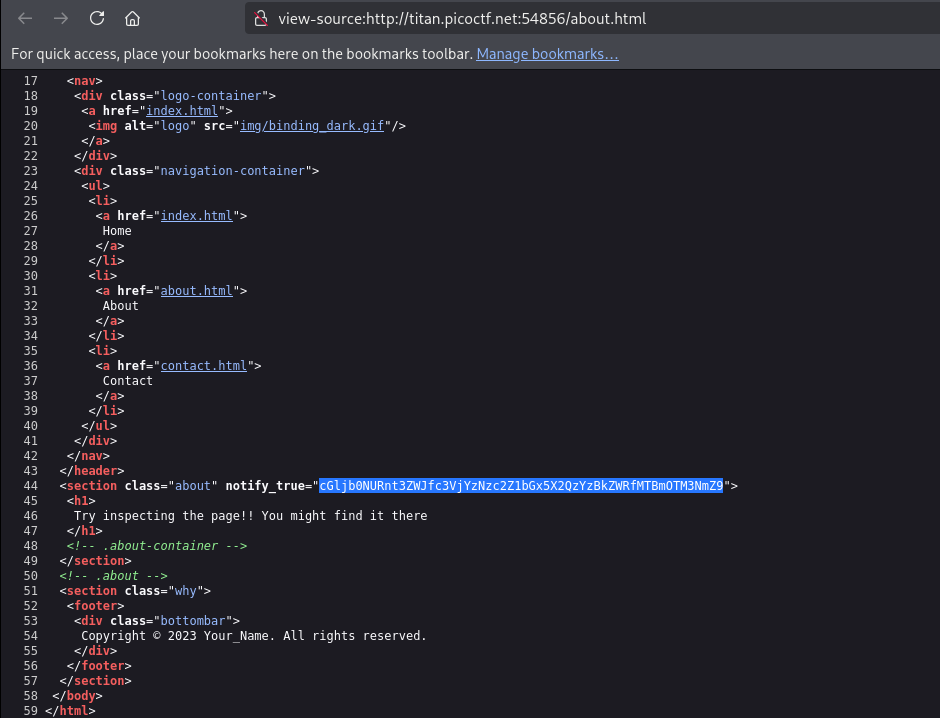 view-source:http://titan.picoctf.net:54856/about.html
For quick access, place your bookmarks here on the bookmarks toolbar. Manage bookmarks…
17 <nav>
18 <div class="logo-container">
19 <a href="index.html">
20 <img alt="logo" src="img/binding_dark.gif"/>
21 </a>
22 </div>
23 <div class="navigation-container">
24 <ul>
25 <li>
26 <a href="index.html">
27 Home
28 </a>
29 </li>
30 <li>
31 <a href="about.html">
32 About
33 </a>
34 </li>
35 <li>
36 <a href="contact.html">
37 Contact
38 </a>
39 </li>
40 </ul>
41 </div>
42 </nav>
43 </header>
44 <section class="about" notify_true="cGljb0NURnt3ZWJfc3VjYzNzc2Z1bGx5X2QzYzBkZWRfMTBmOTM3NmZ9">
45 <h1>
46 Try inspecting the page!! You might find it there
47 </h1>
48 <!-- .about-container -->
49 </section>
50 <!-- .about -->
51 <section class="why">
52 <footer>
53 <div class="bottombar">
54 Copyright © 2023 Your_Name. All rights reserved.
55 </div>
56 </footer>
57 </section>
58 </body>
59 </html>